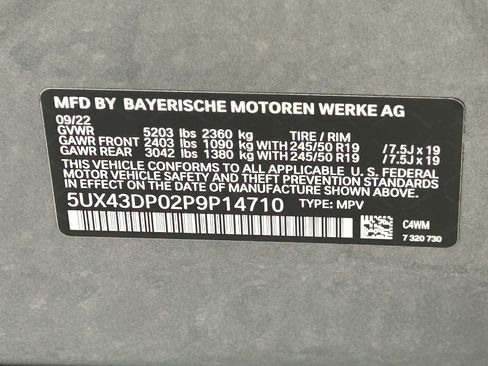 MFD BY BAYERISCHE MOTOREN WERKE AG
09/22
GVWR 5203 lbs 2360 kg TIRE / RIM
GAWR FRONT 2403 lbs 1090 kg WITH 245/50 R19 /7.5J x 19
GAWR REAR 3042 lbs 1380 kg WITH 245/50 R19 /7.5J x 19
THIS VEHICLE CONFORMS TO ALL APPLICABLE U.S. FEDERAL
MOTOR VEHICLE SAFETY STANDARDS IN EFFECT ON THE DATE OF MANUFACTURE SHOWN ABOVE.
5UX43DP02P9P14710 TYPE: MPV
C4WM
7 320 730